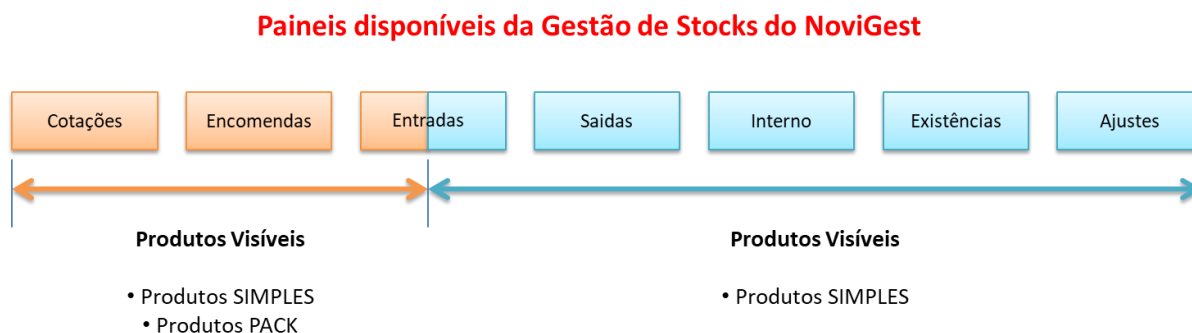 Paineis disponíveis da Gestão de Stocks do NoviGest
Cotações
Encomendas
Entradas
Saidas
Interno
Existências
Ajustes
Produtos Visíveis
• Produtos SIMPLES
• Produtos PACK
Produtos Visíveis
• Produtos SIMPLES